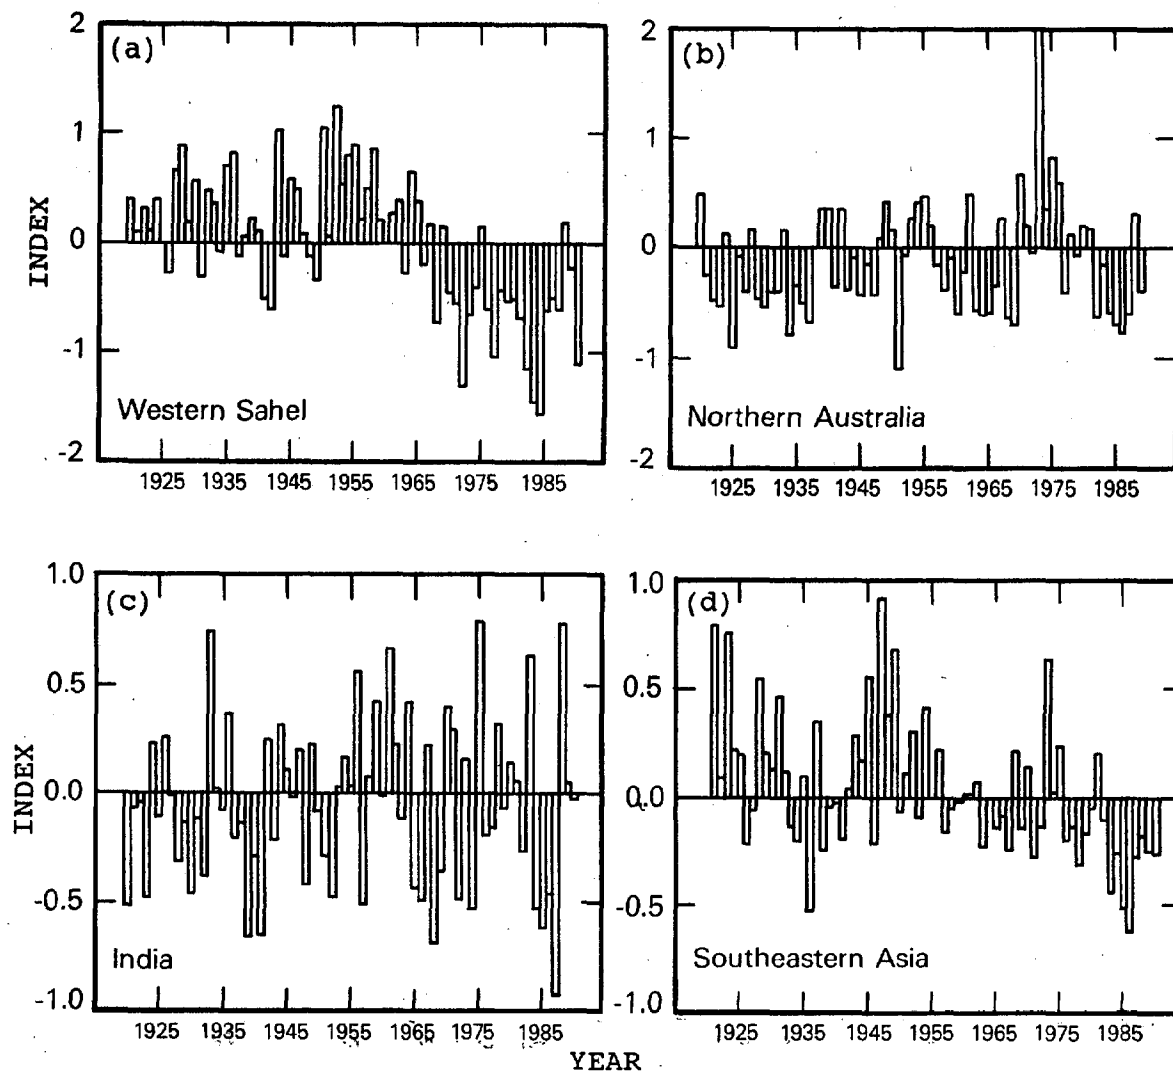 (a)
2
1
0
-1
-2
INDEX
Western Sahel
1925 1935 1945 1955 1965 1975 1985
(b)
2
1
0
-1
-2
Northern Australia
1925 1935 1945 1955 1965 1975 1985
(c)
1.0
0.5
0.0
-0.5
-1.0
INDEX
India
1925 1935 1945 1955 1965 1975 1985
(d)
1.0
0.5
0.0
-0.5
-1.0
Southeastern Asia
1925 1935 1945 1955 1965 1975 1985
YEAR